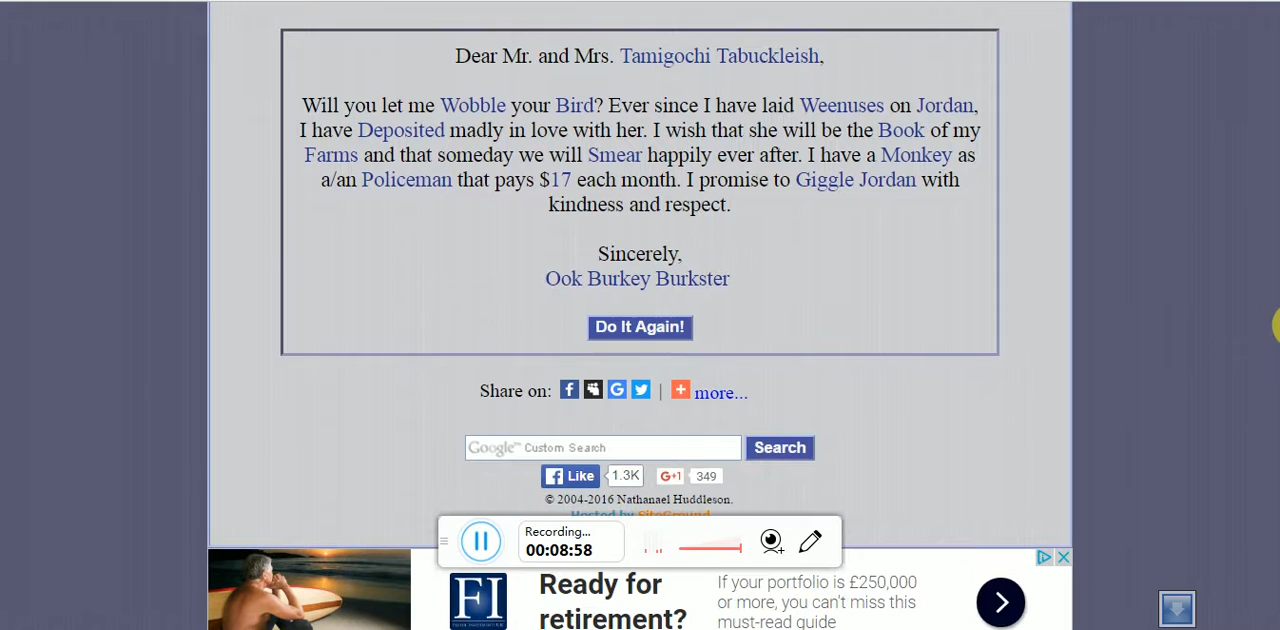 Dear Mr. and Mrs. Tamigochi Tabuckleish,
Will you let me Wobble your Bird? Ever since I have laid Weenuses on Jordan,
I have Deposited madly in love with her. I wish that she will be the Book of my
Farms and that someday we will Smear happily ever after. I have a Monkey as
a/an Policeman that pays $17 each month. I promise to Giggle Jordan with
kindness and respect.
Sincerely,
Ook Burkey Burkster
Do It Again!
Share on: | more...
Google™ Custom Search Search
Like 1.3K G+1 349
© 2004-2016 Nathanael Huddleson.
Hosted by SiteGround
Recording...
00:08:58
FI
Ready for
retirement?
If your portfolio is £250,000
or more, you can't miss this
must-read guide